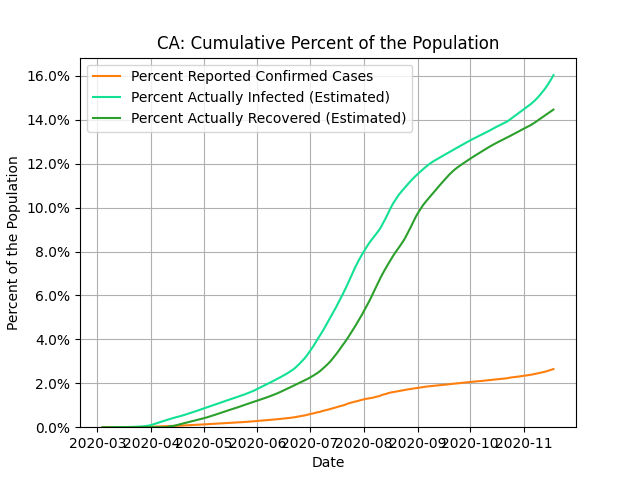 CA: Cumulative Percent of the Population
Percent Reported Confirmed Cases
Percent Actually Infected (Estimated)
Percent Actually Recovered (Estimated)
Percent of the Population
16.0%
14.0%
12.0%
10.0%
8.0%
6.0%
4.0%
2.0%
0.0%
2020-03 2020-04 2020-05 2020-06 2020-07 2020-08 2020-09 2020-10 2020-11
Date